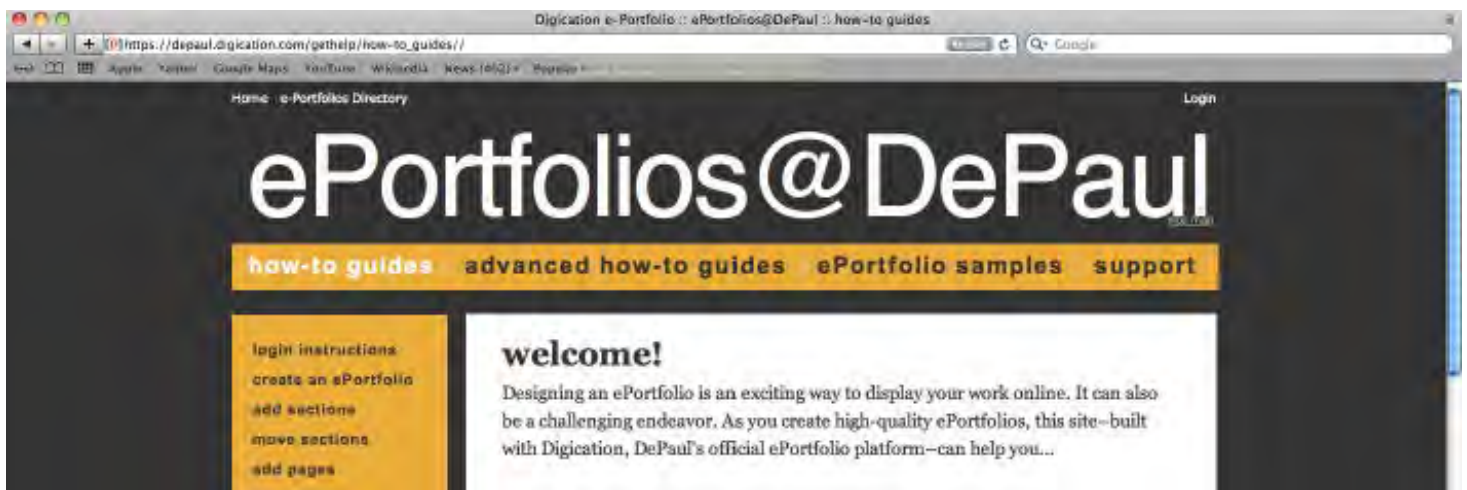 Digication e-Portfolio :: ePortfolios@DePaul :: how-to guides
https://depaul.digication.com/gethelp/how-to_guides//
Google
Apple Yahoo! Google Maps YouTube Wikipedia News Popular
Home e-Portfolios Directory
Login
ePortfolios@DePaul
how-to guides advanced how-to guides ePortfolio samples support
login instructions
create an ePortfolio
add sections
move sections
add pages
welcome!
Designing an ePortfolio is an exciting way to display your work online. It can also
be a challenging endeavor. As you create high-quality ePortfolios, this site–built
with Digication, DePaul's official ePortfolio platform–can help you...